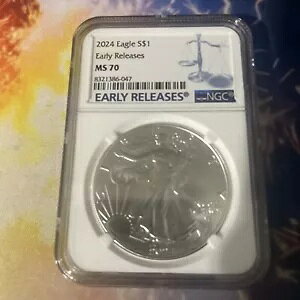 2024 Eagle S$1
Early Releases
MS 70
8321386-047
EARLY RELEASES
NGC